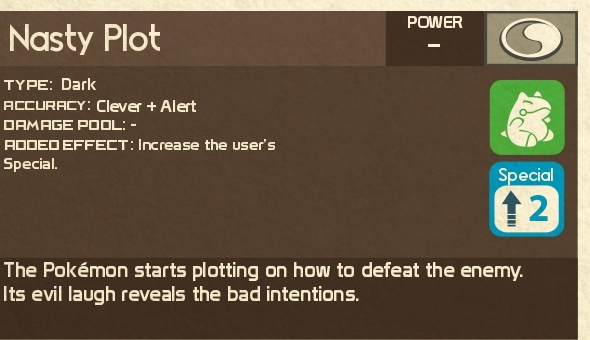 Nasty Plot
POWER
–
TYPE: Dark
ACCURACY: Clever + Alert
DAMAGE POOL: -
ADDED EFFECT: Increase the user's
Special.
Special
2
The Pokémon starts plotting on how to defeat the enemy.
Its evil laugh reveals the bad intentions.